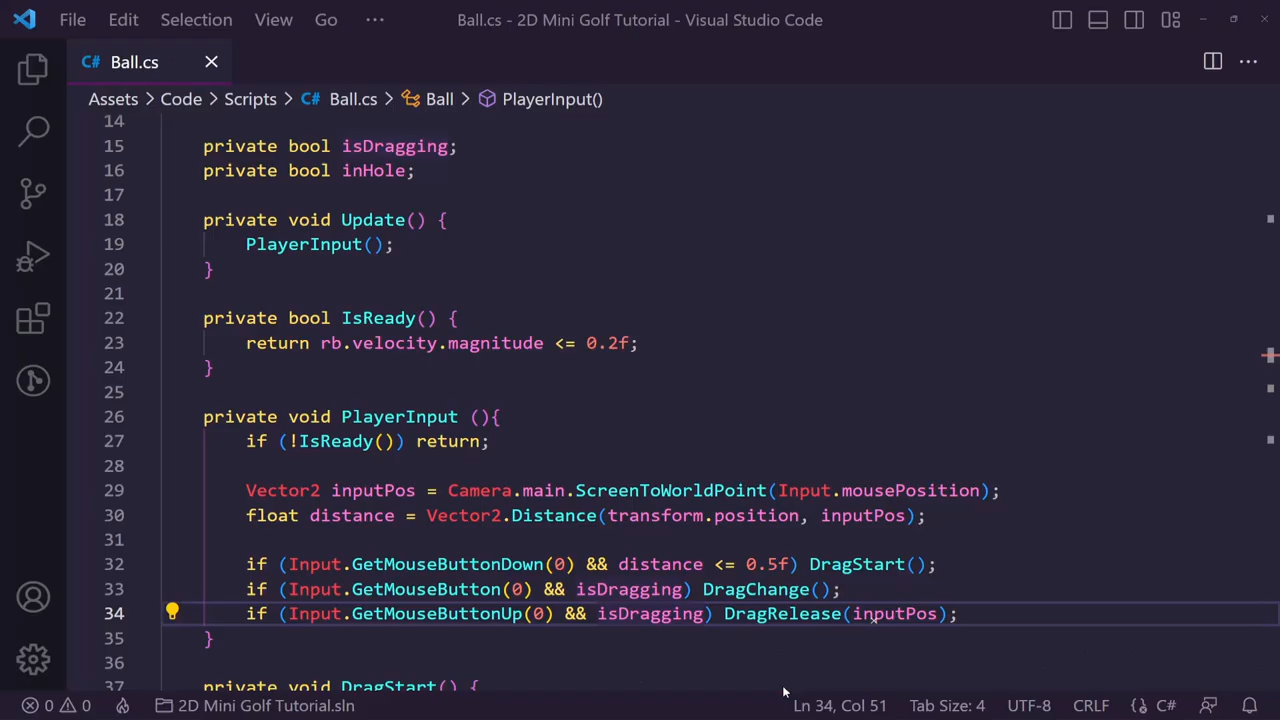 File Edit Selection View Go ··· Ball.cs - 2D Mini Golf Tutorial - Visual Studio Code
C# Ball.cs
Assets > Code > Scripts > C# Ball.cs > Ball > PlayerInput()
14
15 private bool isDragging;
16 private bool inHole;
17
18 private void Update() {
19 PlayerInput();
20 }
21
22 private bool IsReady() {
23 return rb.velocity.magnitude <= 0.2f;
24 }
25
26 private void PlayerInput (){
27 if (!IsReady()) return;
28
29 Vector2 inputPos = Camera.main.ScreenToWorldPoint(Input.mousePosition);
30 float distance = Vector2.Distance(transform.position, inputPos);
31
32 if (Input.GetMouseButtonDown(0) && distance <= 0.5f) DragStart();
33 if (Input.GetMouseButton(0) && isDragging) DragChange();
34 if (Input.GetMouseButtonUp(0) && isDragging) DragRelease(inputPos);
35 }
36
37 private void DragStart() {
0 0 2D Mini Golf Tutorial.sln Ln 34, Col 51 Tab Size: 4 UTF-8 CRLF C#